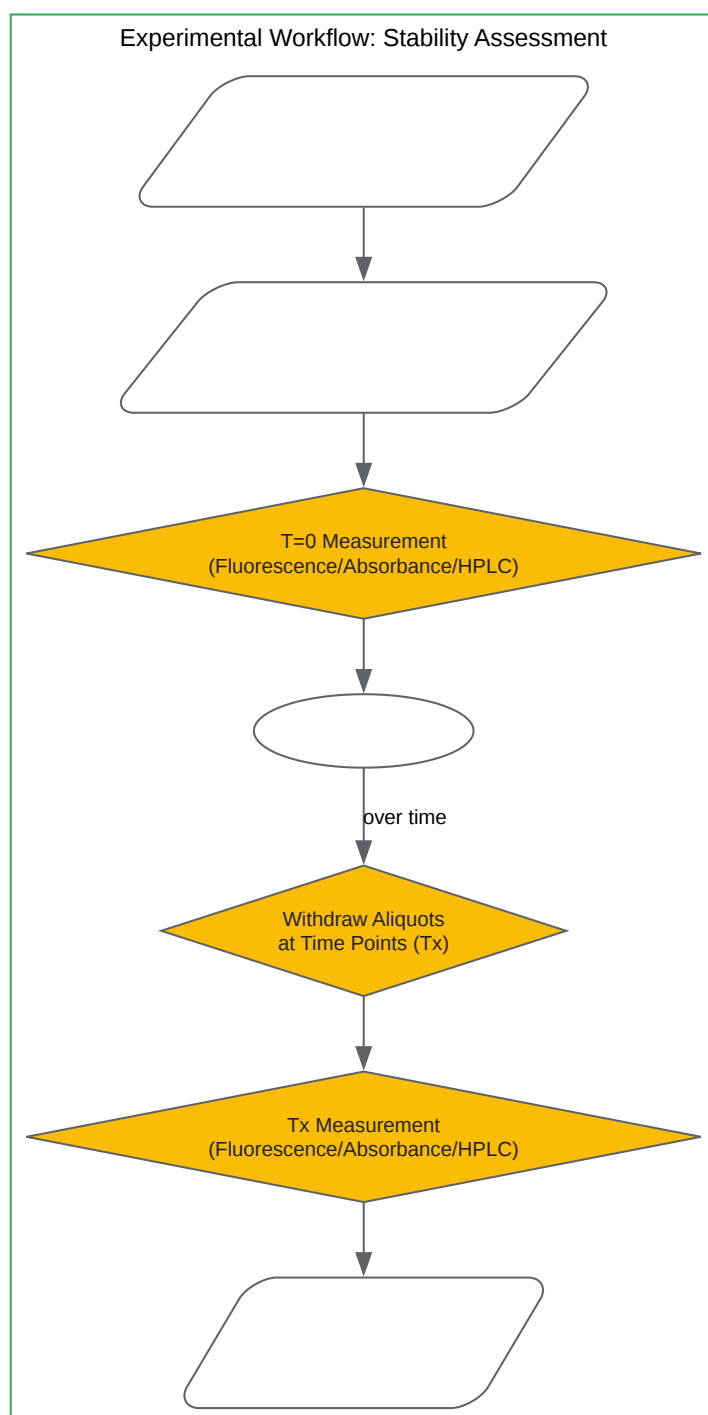 Experimental Workflow: Stability Assessment
T=0 Measurement
(Fluorescence/Absorbance/HPLC)
over time
Withdraw Aliquots
at Time Points (Tx)
Tx Measurement
(Fluorescence/Absorbance/HPLC)